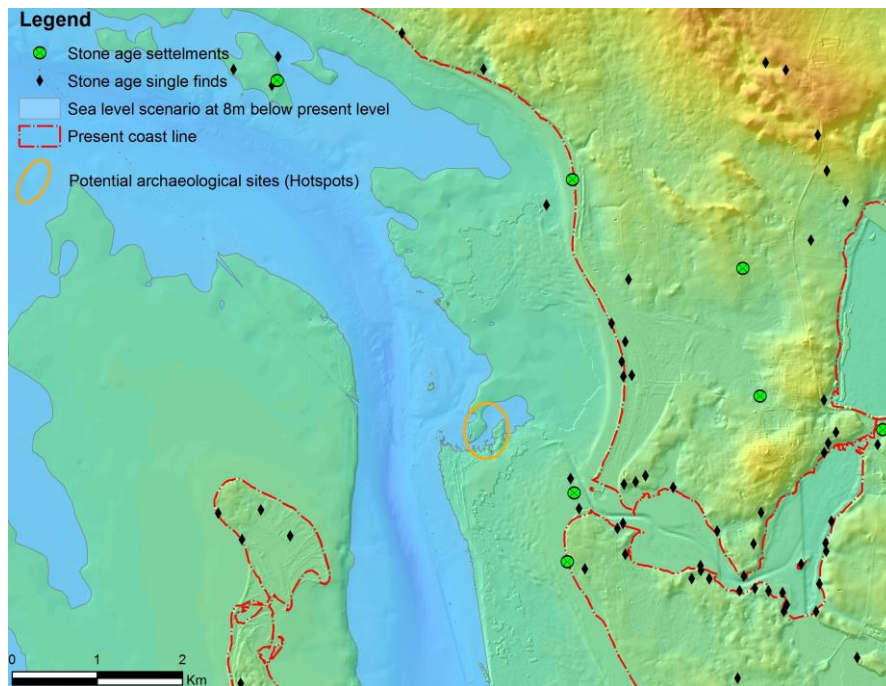 Legend
Stone age settelments
Stone age single finds
Sea level scenario at 8m below present level
Present coast line
Potential archaeological sites (Hotspots)
0 1 2
Km